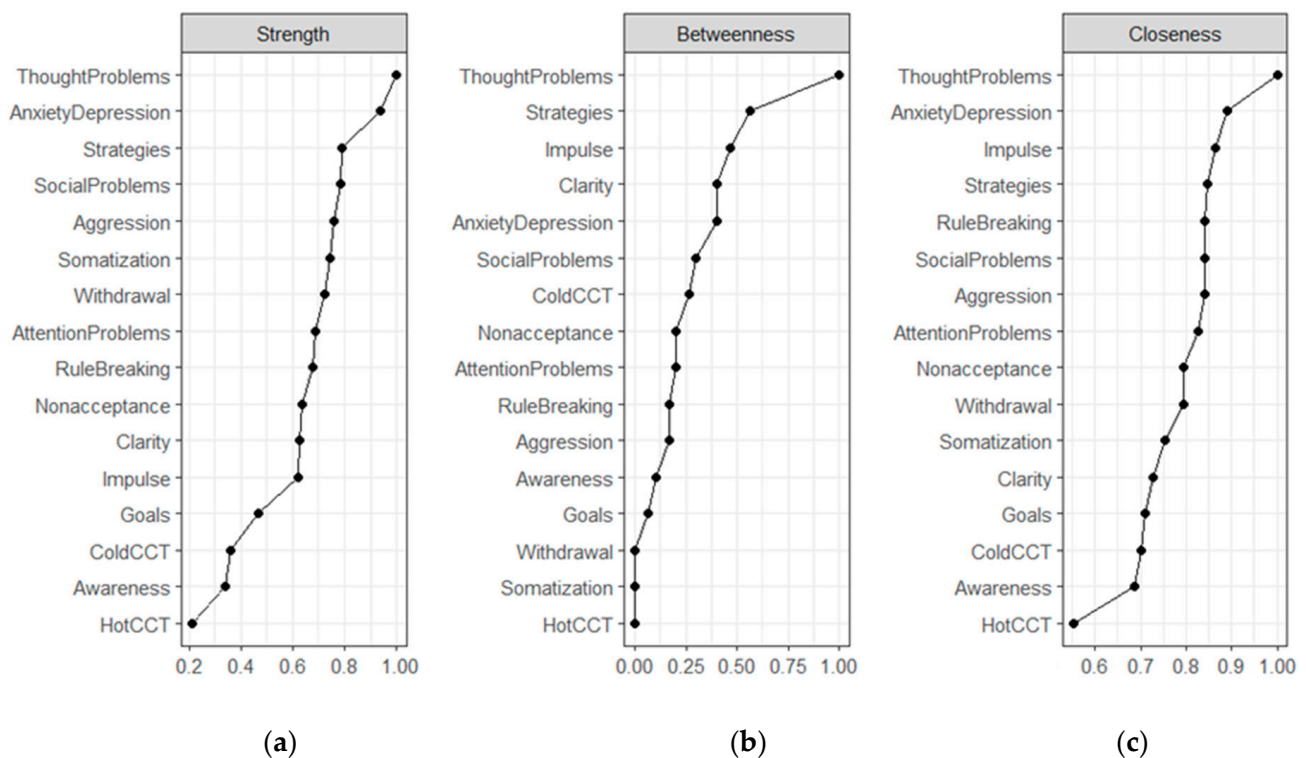 Strength
ThoughtProblems
AnxietyDepression
Strategies
SocialProblems
Aggression
Somatization
Withdrawal
AttentionProblems
RuleBreaking
Nonacceptance
Clarity
Impulse
Goals
ColdCCT
Awareness
HotCCT
0.2 0.4 0.6 0.8 1.00
(a)
Betweenness
ThoughtProblems
Strategies
Impulse
Clarity
AnxietyDepression
SocialProblems
ColdCCT
Nonacceptance
AttentionProblems
RuleBreaking
Aggression
Awareness
Goals
Withdrawal
Somatization
HotCCT
0.00 0.25 0.50 0.75 1.00
(b)
Closeness
ThoughtProblems
AnxietyDepression
Impulse
Strategies
RuleBreaking
SocialProblems
Aggression
AttentionProblems
Nonacceptance
Withdrawal
Somatization
Clarity
Goals
ColdCCT
Awareness
HotCCT
0.6 0.7 0.8 0.9 1.00
(c)